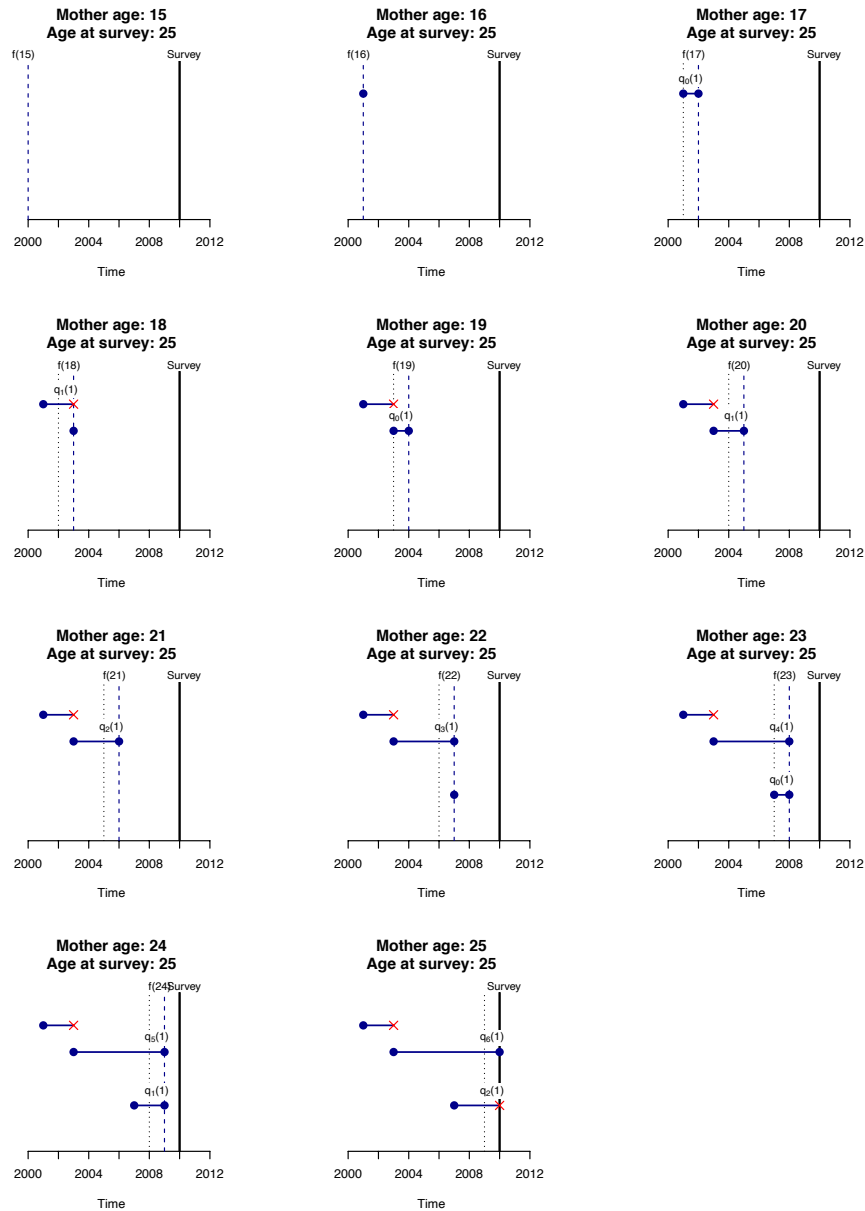 Mother age: 15
Age at survey: 25
f(15) Survey
2000 2004 2008 2012
Time
Mother age: 16
Age at survey: 25
f(16) Survey
2000 2004 2008 2012
Time
Mother age: 17
Age at survey: 25
f(17) Survey
q₀(1)
2000 2004 2008 2012
Time
Mother age: 18
Age at survey: 25
f(18) Survey
q₁(1)
2000 2004 2008 2012
Time
Mother age: 19
Age at survey: 25
f(19) Survey
q₀(1)
2000 2004 2008 2012
Time
Mother age: 20
Age at survey: 25
f(20) Survey
q₁(1)
2000 2004 2008 2012
Time
Mother age: 21
Age at survey: 25
f(21) Survey
q₂(1)
2000 2004 2008 2012
Time
Mother age: 22
Age at survey: 25
f(22) Survey
q₃(1)
2000 2004 2008 2012
Time
Mother age: 23
Age at survey: 25
f(23) Survey
q₄(1)
q₀(1)
2000 2004 2008 2012
Time
Mother age: 24
Age at survey: 25
f(24) Survey
q₅(1)
q₁(1)
2000 2004 2008 2012
Time
Mother age: 25
Age at survey: 25
Survey
q₆(1)
q₂(1)
2000 2004 2008 2012
Time